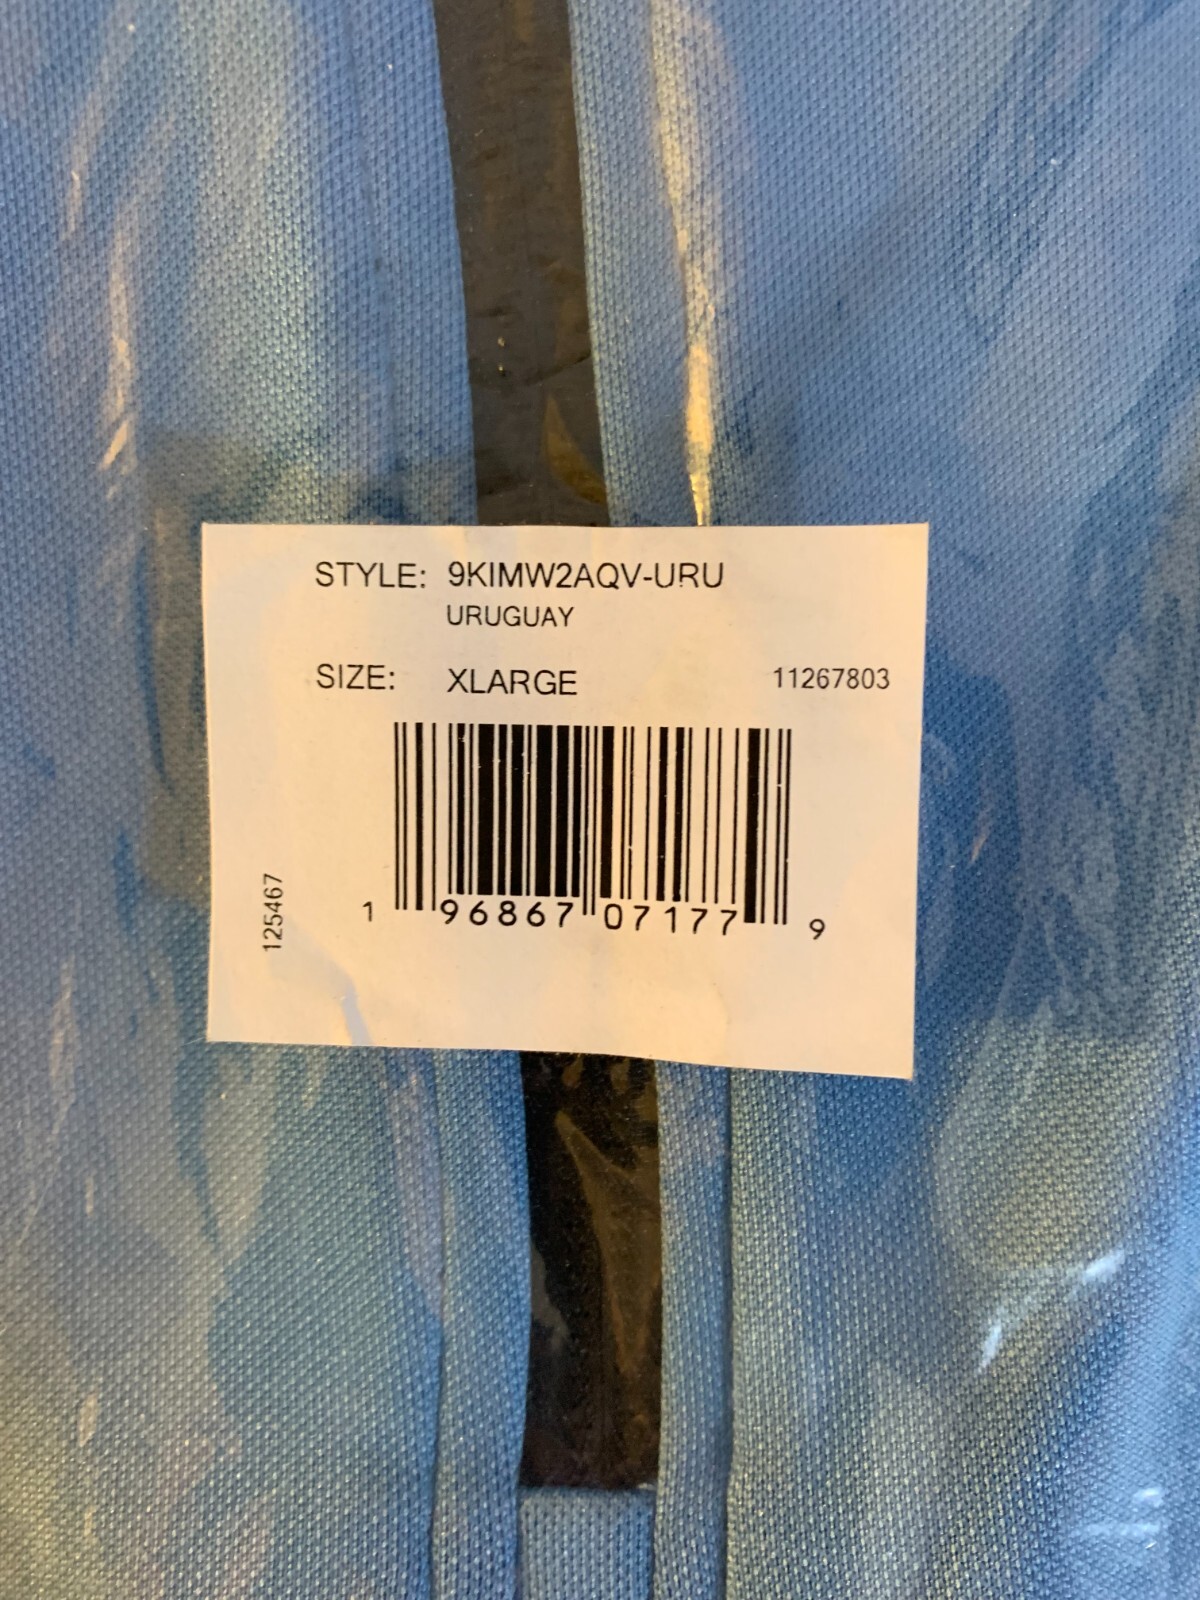 STYLE: 9KIMW2AQV-URU
URUGUAY
SIZE: XLARGE 11267803
125467
1 96867 07177 9